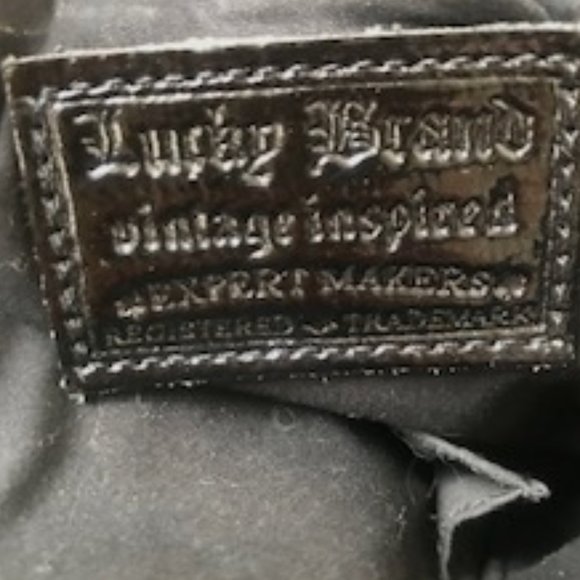 Lucky Brand
vintage inspired
EXPERT MAKERS
REGISTERED TRADEMARK